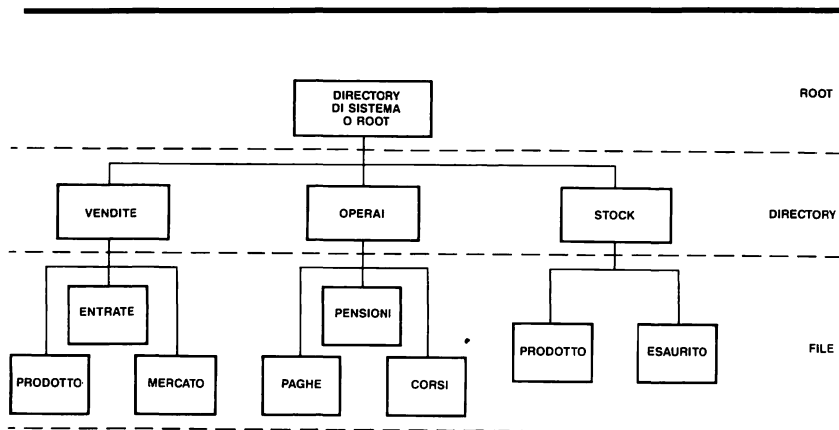 DIRECTORY
DI SISTEMA
O ROOT
ROOT
VENDITE
OPERAI
STOCK
DIRECTORY
ENTRATE
PENSIONI
PRODOTTO
ESAURITO
FILE
PRODOTTO
MERCATO
PAGHE
CORSI